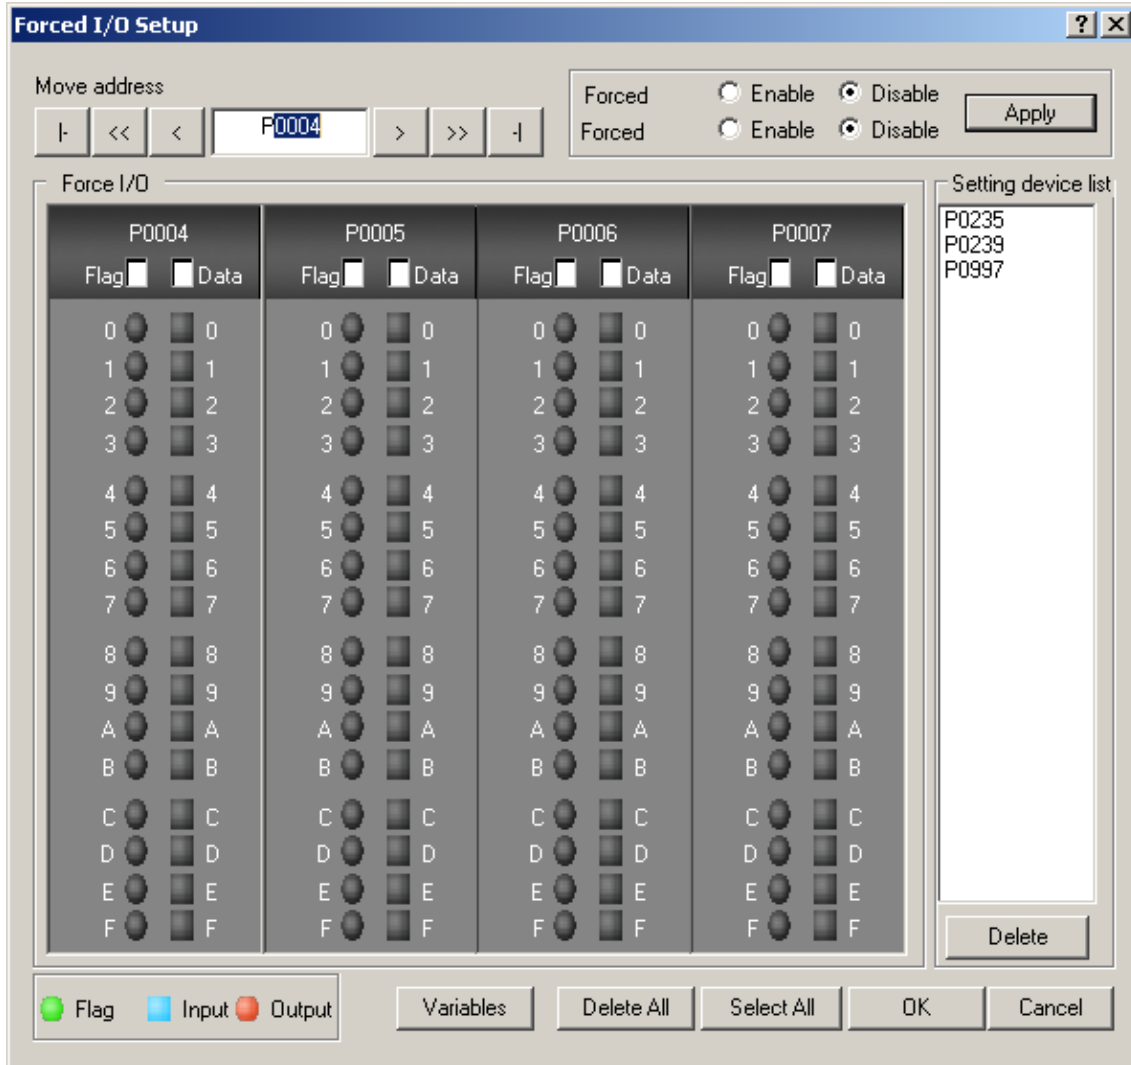 Forced I/O Setup ? X
Move address
|- << < P0004 > >> -|
Forced Enable Disable
Forced Enable Disable
Apply
Force I/O
P0004 P0005 P0006 P0007
Flag Data Flag Data Flag Data Flag Data
0 0 0 0 0 0 0 0
1 1 1 1 1 1 1 1
2 2 2 2 2 2 2 2
3 3 3 3 3 3 3 3
4 4 4 4 4 4 4 4
5 5 5 5 5 5 5 5
6 6 6 6 6 6 6 6
7 7 7 7 7 7 7 7
8 8 8 8 8 8 8 8
9 9 9 9 9 9 9 9
A A A A A A A A
B B B B B B B B
C C C C C C C C
D D D D D D D D
E E E E E E E E
F F F F F F F F
Setting device list
P0235
P0239
P0997
Delete
Flag Input Output
Variables Delete All Select All OK Cancel